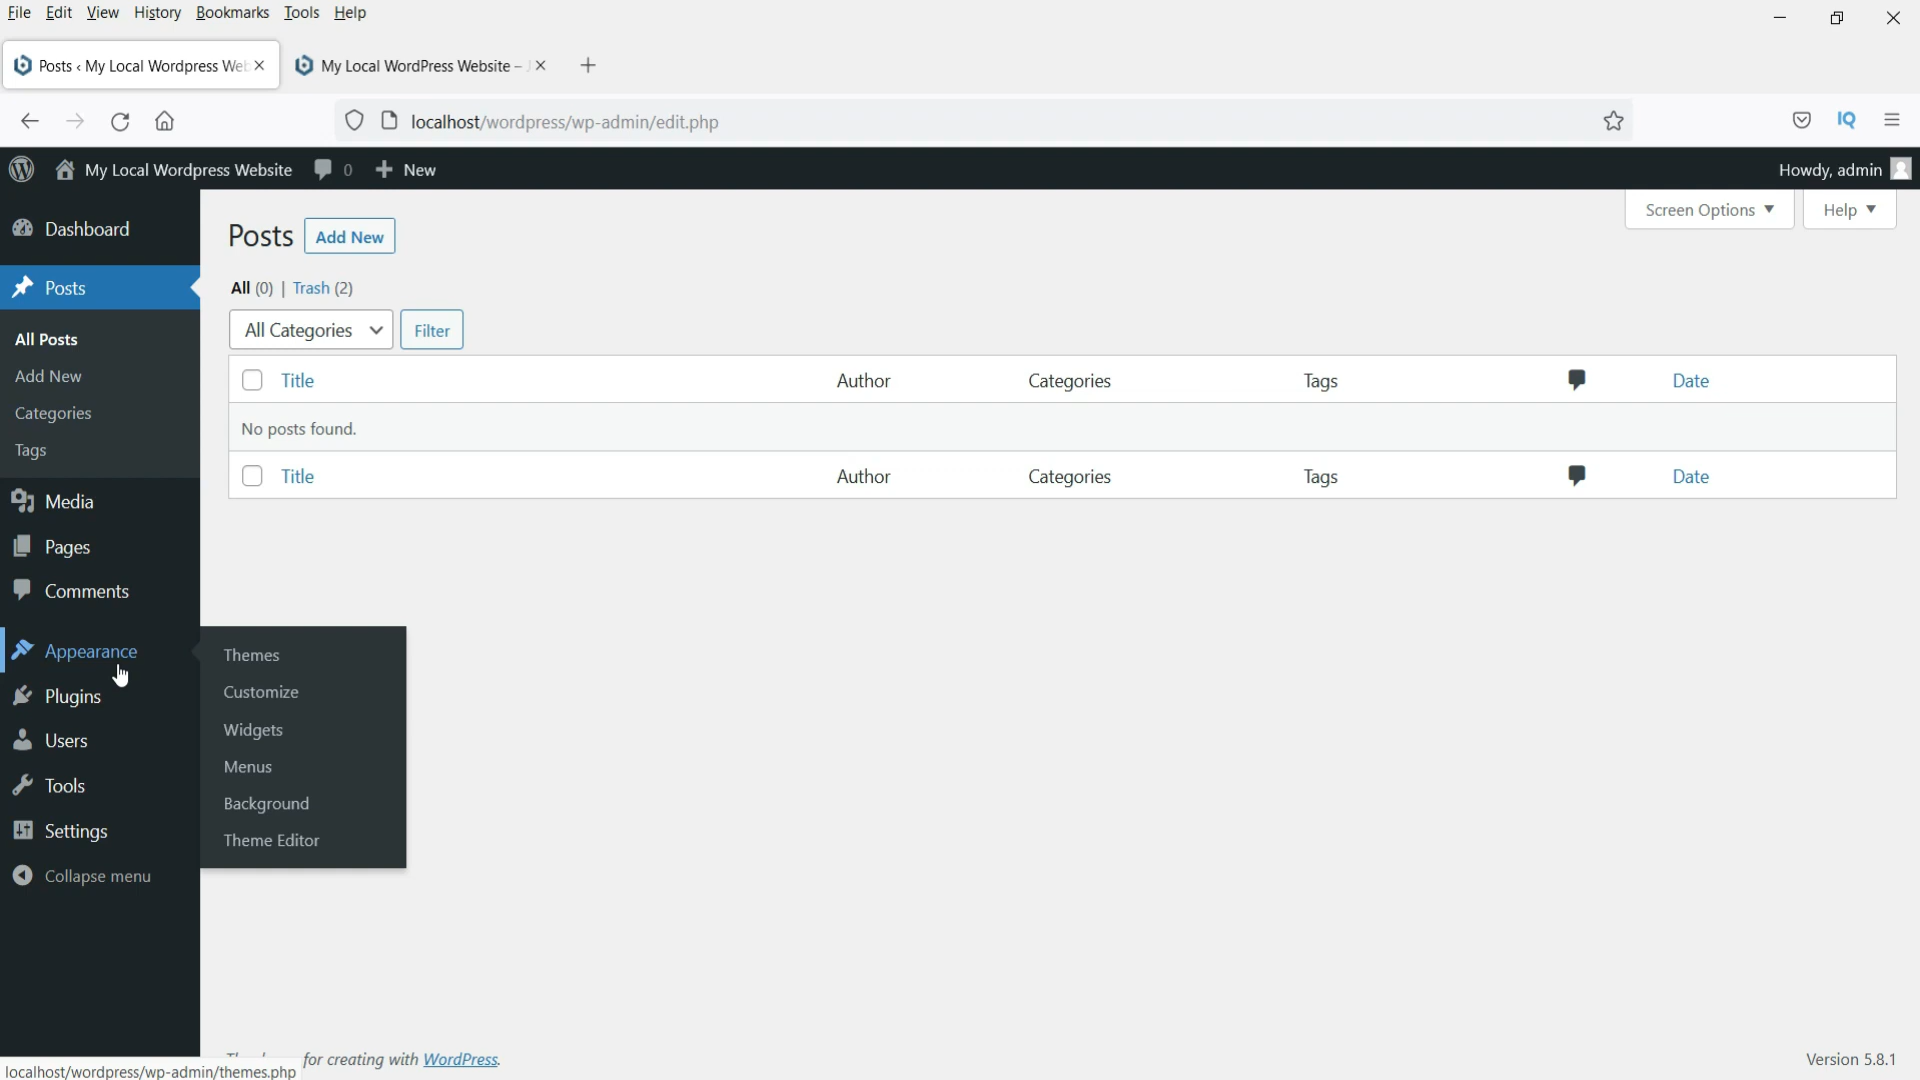 File Edit View History Bookmarks Tools Help
Posts ‹ My Local Wordpress Web
My Local WordPress Website –
localhost/wordpress/wp-admin/edit.php
IQ
My Local Wordpress Website 0 New
Howdy, admin
Dashboard
Posts
All Posts
Add New
Categories
Tags
Media
Pages
Comments
Appearance
Plugins
Users
Tools
Settings
Collapse menu
Themes
Customize
Widgets
Menus
Background
Theme Editor
Screen Options ▼
Help ▼
Posts Add New
All (0) | Trash (2)
All Categories Filter
Title Author Categories Tags Date
No posts found.
Title Author Categories Tags Date
for creating with WordPress.
Version 5.8.1
localhost/wordpress/wp-admin/themes.php